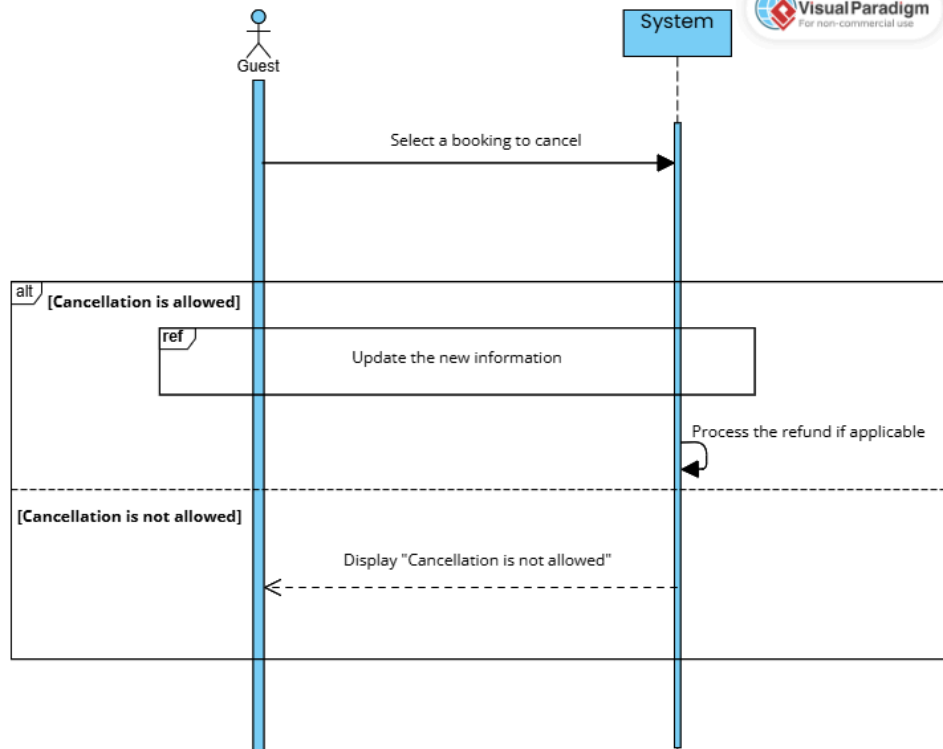 Visual Paradigm
For non-commercial use
System
Guest
Select a booking to cancel
alt
[Cancellation is allowed]
ref
Update the new information
Process the refund if applicable
[Cancellation is not allowed]
Display "Cancellation is not allowed"